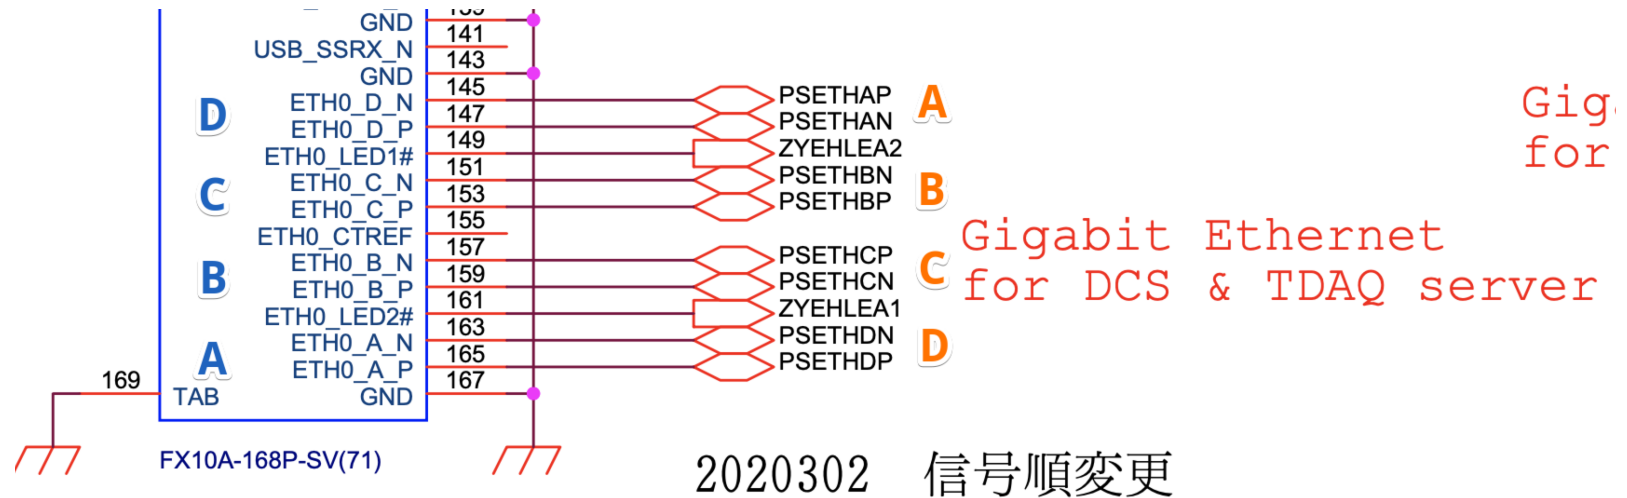 139
GND
141
USB_SSRX_N
143
GND
145
ETH0_D_N
PSETHAP
A
Giga
D
147
ETH0_D_P
PSETHAN
149
ETH0_LED1#
ZYEHLEA2
for
151
ETH0_C_N
PSETHBN
B
C
153
ETH0_C_P
PSETHBP
155
ETH0_CTREF
Gigabit Ethernet
157
ETH0_B_N
PSETHCP
C
B
159
ETH0_B_P
PSETHCN
for DCS & TDAQ server
161
ETH0_LED2#
ZYEHLEA1
163
ETH0_A_N
PSETHDN
D
A
165
ETH0_A_P
PSETHDP
169
167
TAB
GND
FX10A-168P-SV(71)
2020302 信号順変更